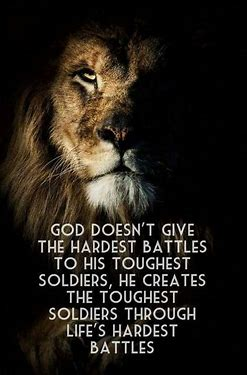 GOD DOESN'T GIVE
THE HARDEST BATTLES
TO HIS TOUGHEST
SOLDIERS, HE CREATES
THE TOUGHEST
SOLDIERS THROUGH
LIFE'S HARDEST
BATTLES